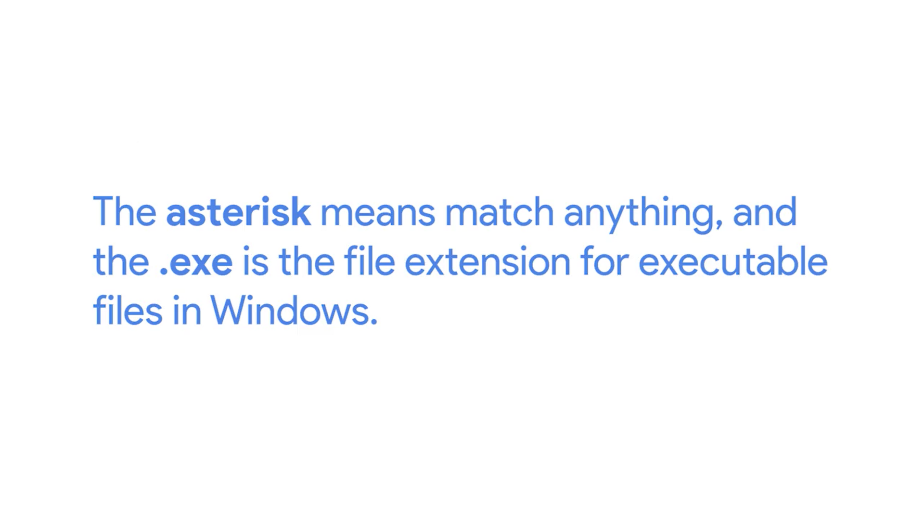 The asterisk means match anything, and
the .exe is the file extension for executable
files in Windows.